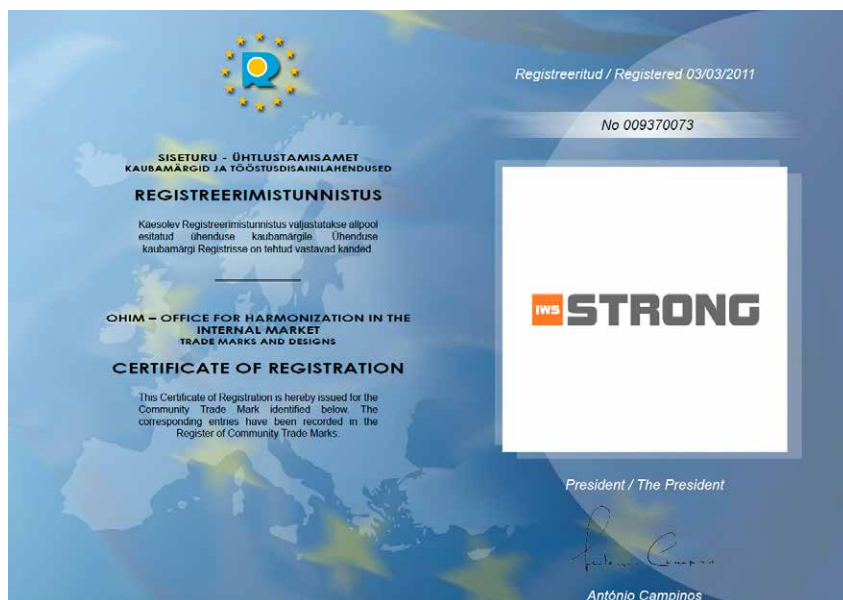 SISETURU - ÜHTLUSTAMISAMET
KAUBAMÄRGID JA TÖÖSTUSDISAINILAHENDUSED
REGISTREERIMISTUNNISTUS
Käesolev Registreerimistunnistus väljastatakse allpool
esitatud ühenduse kaubamärgile. Ühenduse
kaubamärgi Registrisse on tehtud vastavad kanded.
OHIM – OFFICE FOR HARMONIZATION IN THE
INTERNAL MARKET
TRADE MARKS AND DESIGNS
CERTIFICATE OF REGISTRATION
This Certificate of Registration is hereby issued for the
Community Trade Mark identified below. The
corresponding entries have been recorded in the
Register of Community Trade Marks.
Registreeritud / Registered 03/03/2011
No 009370073
IWS STRONG
President / The President
António Campinos